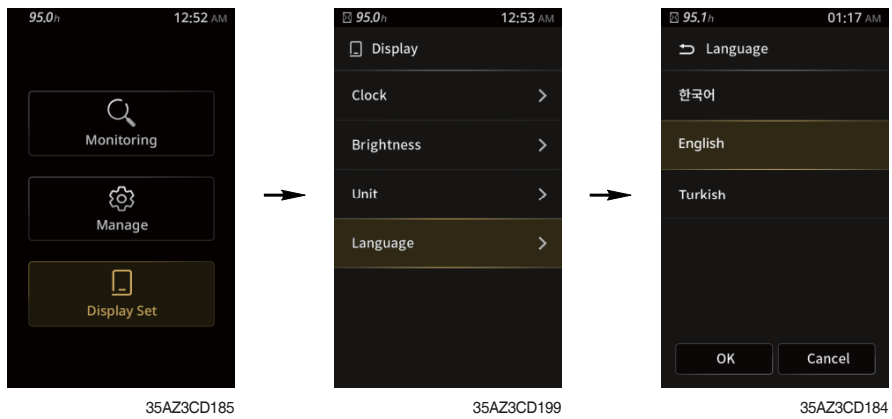 95.0h 12:52 AM
Monitoring
Manage
Display Set
35AZ3CD185
95.0h 12:53 AM
Display
Clock
Brightness
Unit
Language
35AZ3CD199
95.1h 01:17 AM
Language
한국어
English
Turkish
OK Cancel
35AZ3CD184